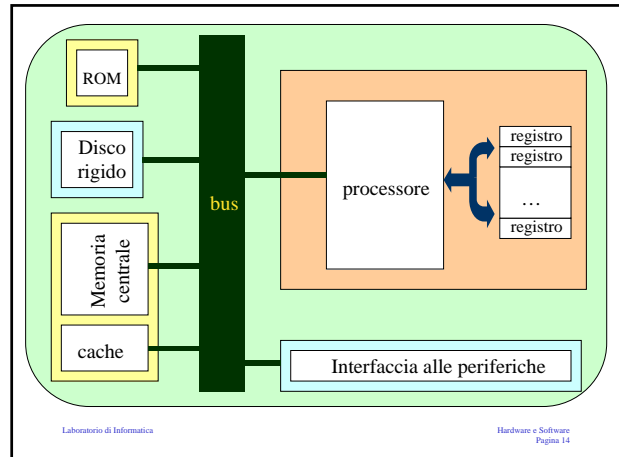 ROM
Disco
rigido
Memoria
centrale
cache
bus
processore
registro
registro
…
registro
Interfaccia alle periferiche
Laboratorio di Informatica
Hardware e Software
Pagina 14